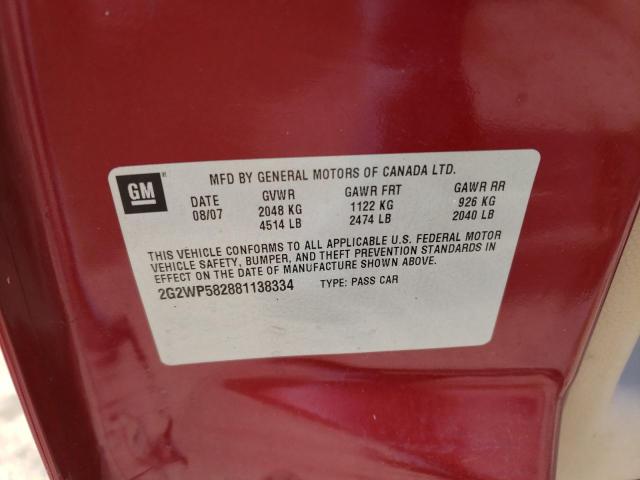 GM
MFD BY GENERAL MOTORS OF CANADA LTD.
DATE GVWR GAWR FRT GAWR RR
08/07 2048 KG 1122 KG 926 KG
4514 LB 2474 LB 2040 LB
THIS VEHICLE CONFORMS TO ALL APPLICABLE U.S. FEDERAL MOTOR
VEHICLE SAFETY, BUMPER, AND THEFT PREVENTION STANDARDS IN
EFFECT ON THE DATE OF MANUFACTURE SHOWN ABOVE.
2G2WP582881138334 TYPE: PASS CAR